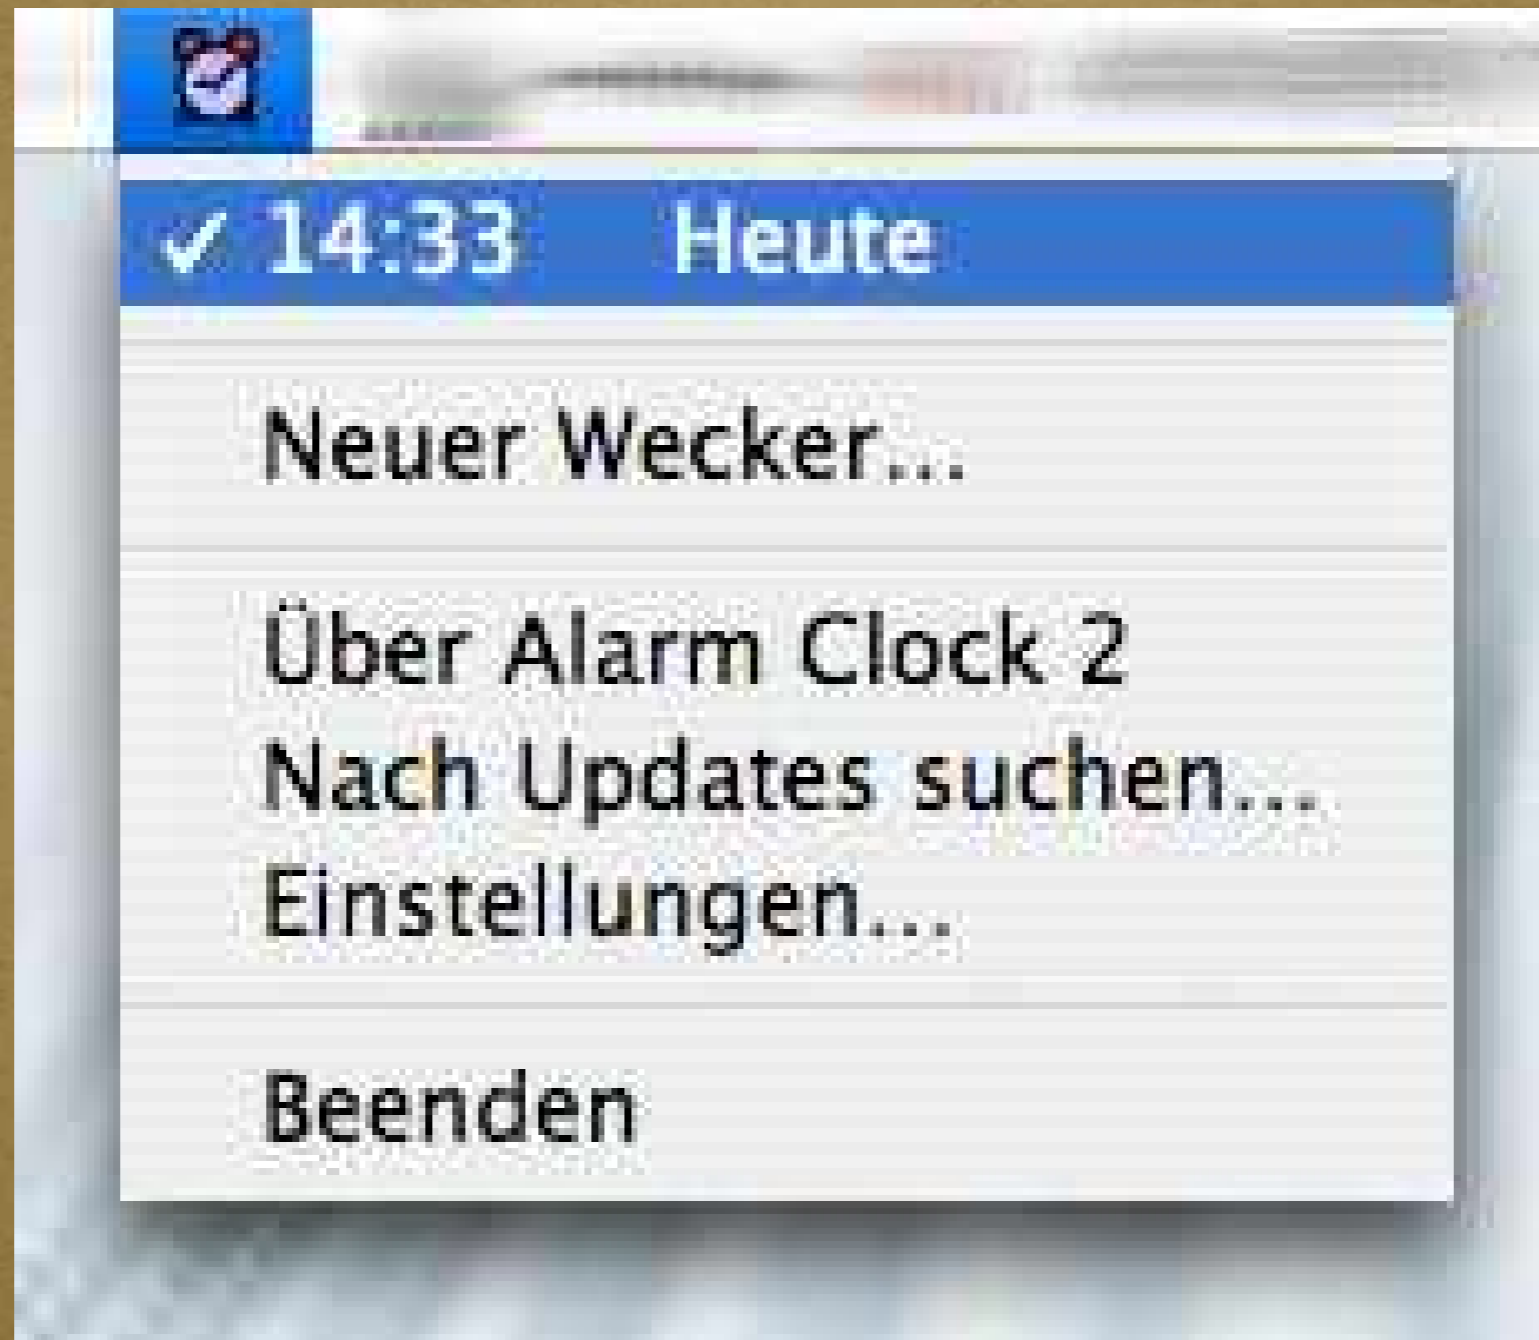 ✓ 14:33 Heute
Neuer Wecker...
Über Alarm Clock 2
Nach Updates suchen...
Einstellungen...
Beenden